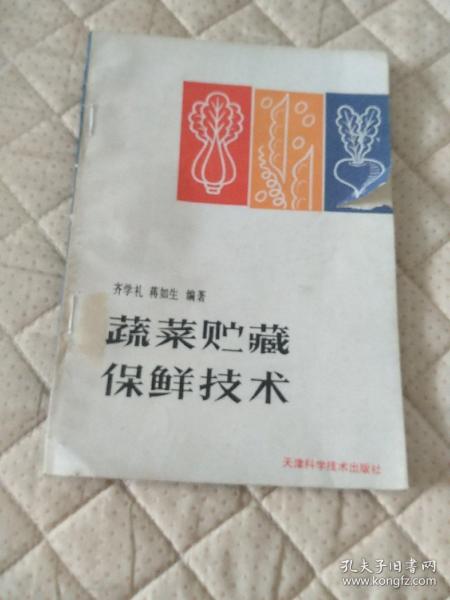 齐学礼 蒋如生 编著
蔬菜贮藏
保鲜技术
天津科学技术出版社
孔夫子旧书网
www.kongfz.com